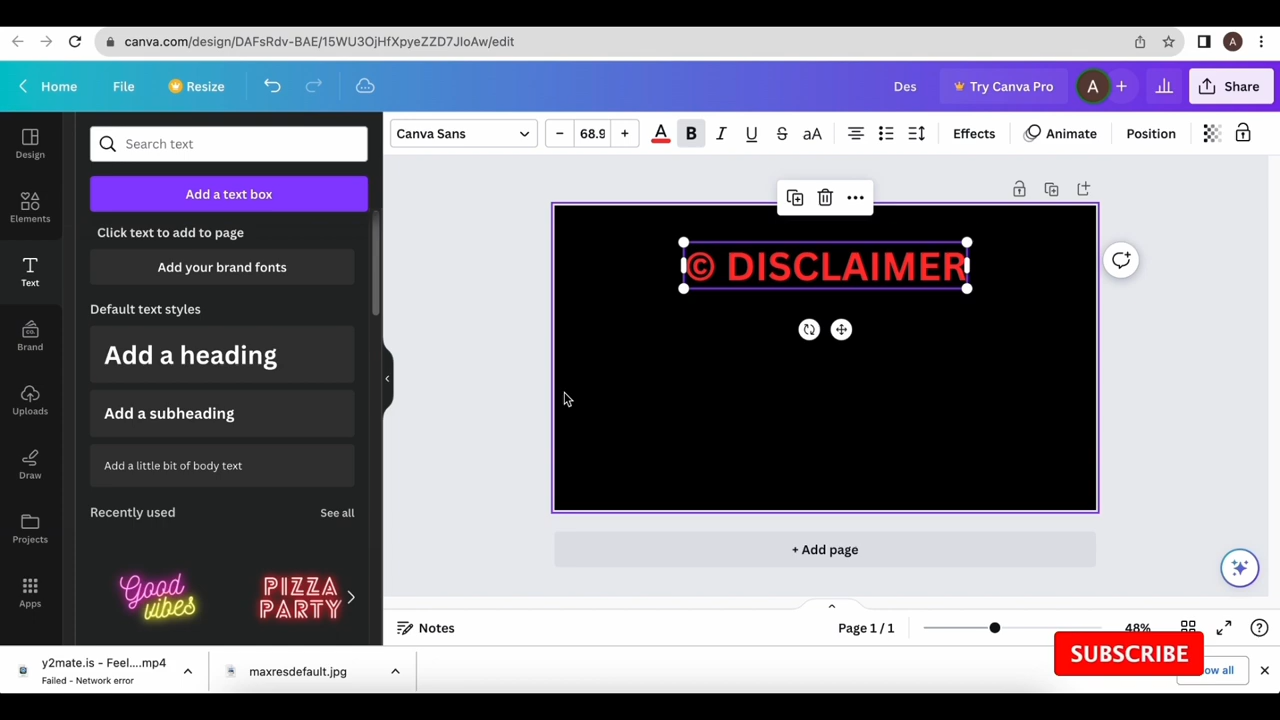 canva.com/design/DAFsRdv-BAE/15WU3OjHfXpyeZZD7JIoAw/edit
A
Home File Resize Des Try Canva Pro A + Share
Design
Elements
Text
Brand
CO.
Uploads
Draw
Projects
Apps
Search text
Add a text box
Click text to add to page
Add your brand fonts
Default text styles
Add a heading
Add a subheading
Add a little bit of body text
Recently used See all
Good vibes
PIZZA PARTY
Canva Sans – 68.9 + A B I U S aA Effects Animate Position
© DISCLAIMER
+ Add page
Notes Page 1 / 1 48%
SUBSCRIBE
y2mate.is - Feel....mp4
Failed - Network error
maxresdefault.jpg